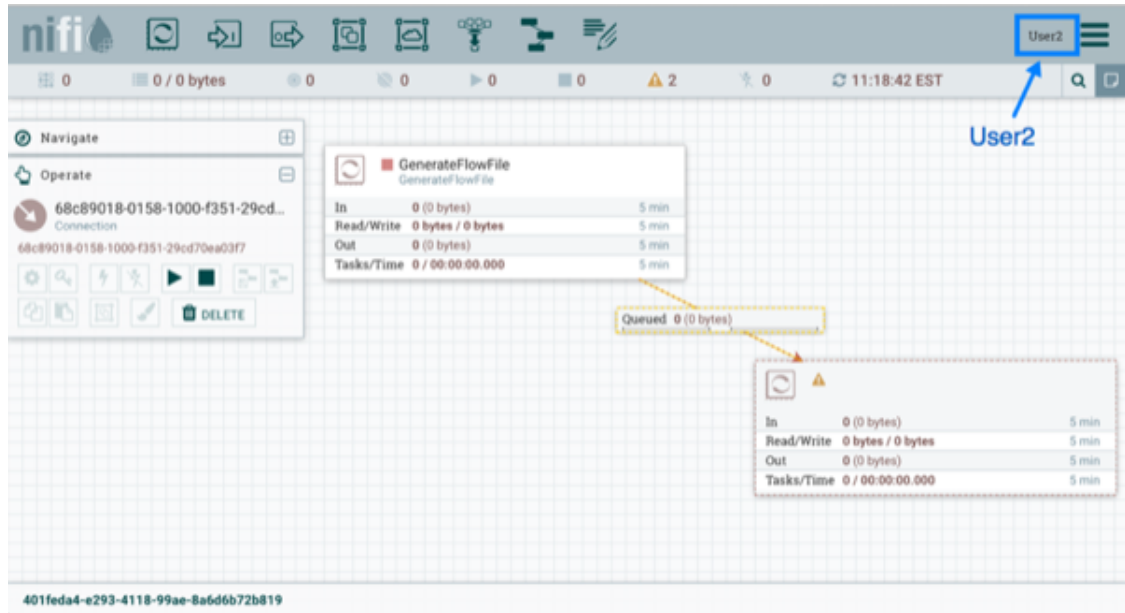 nifi
User2
0
0 / 0 bytes
0
0
0
0
2
0
11:18:42 EST
User2
Navigate
Operate
68c89018-0158-1000-f351-29cd...
Connection
68c89018-0158-1000-f351-29cd70ea03f7
DELETE
GenerateFlowFile
GenerateFlowFile
In 0 (0 bytes) 5 min
Read/Write 0 bytes / 0 bytes 5 min
Out 0 (0 bytes) 5 min
Tasks/Time 0 / 00:00:00.000 5 min
Queued 0 (0 bytes)
In 0 (0 bytes) 5 min
Read/Write 0 bytes / 0 bytes 5 min
Out 0 (0 bytes) 5 min
Tasks/Time 0 / 00:00:00.000 5 min
401feda4-e293-4118-99ae-8a6d6b72b819